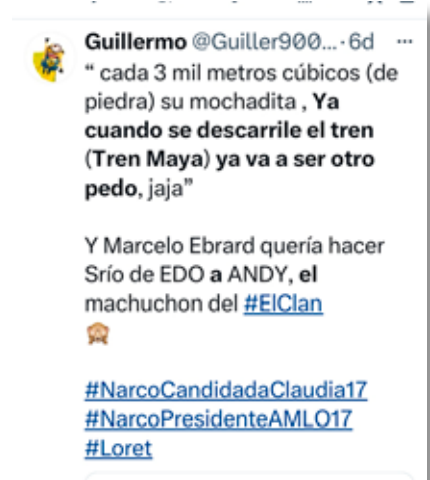 Guillermo @Guiller900... · 6d ...
“ cada 3 mil metros cúbicos (de
piedra) su mochadita , Ya
cuando se descarrile el tren
(Tren Maya) ya va a ser otro
pedo, jaja”
Y Marcelo Ebrard quería hacer
Srío de EDO a ANDY, el
machuchon del #ElClan
🙈
#NarcoCandidadaClaudia17
#NarcoPresidenteAMLO17
#Loret